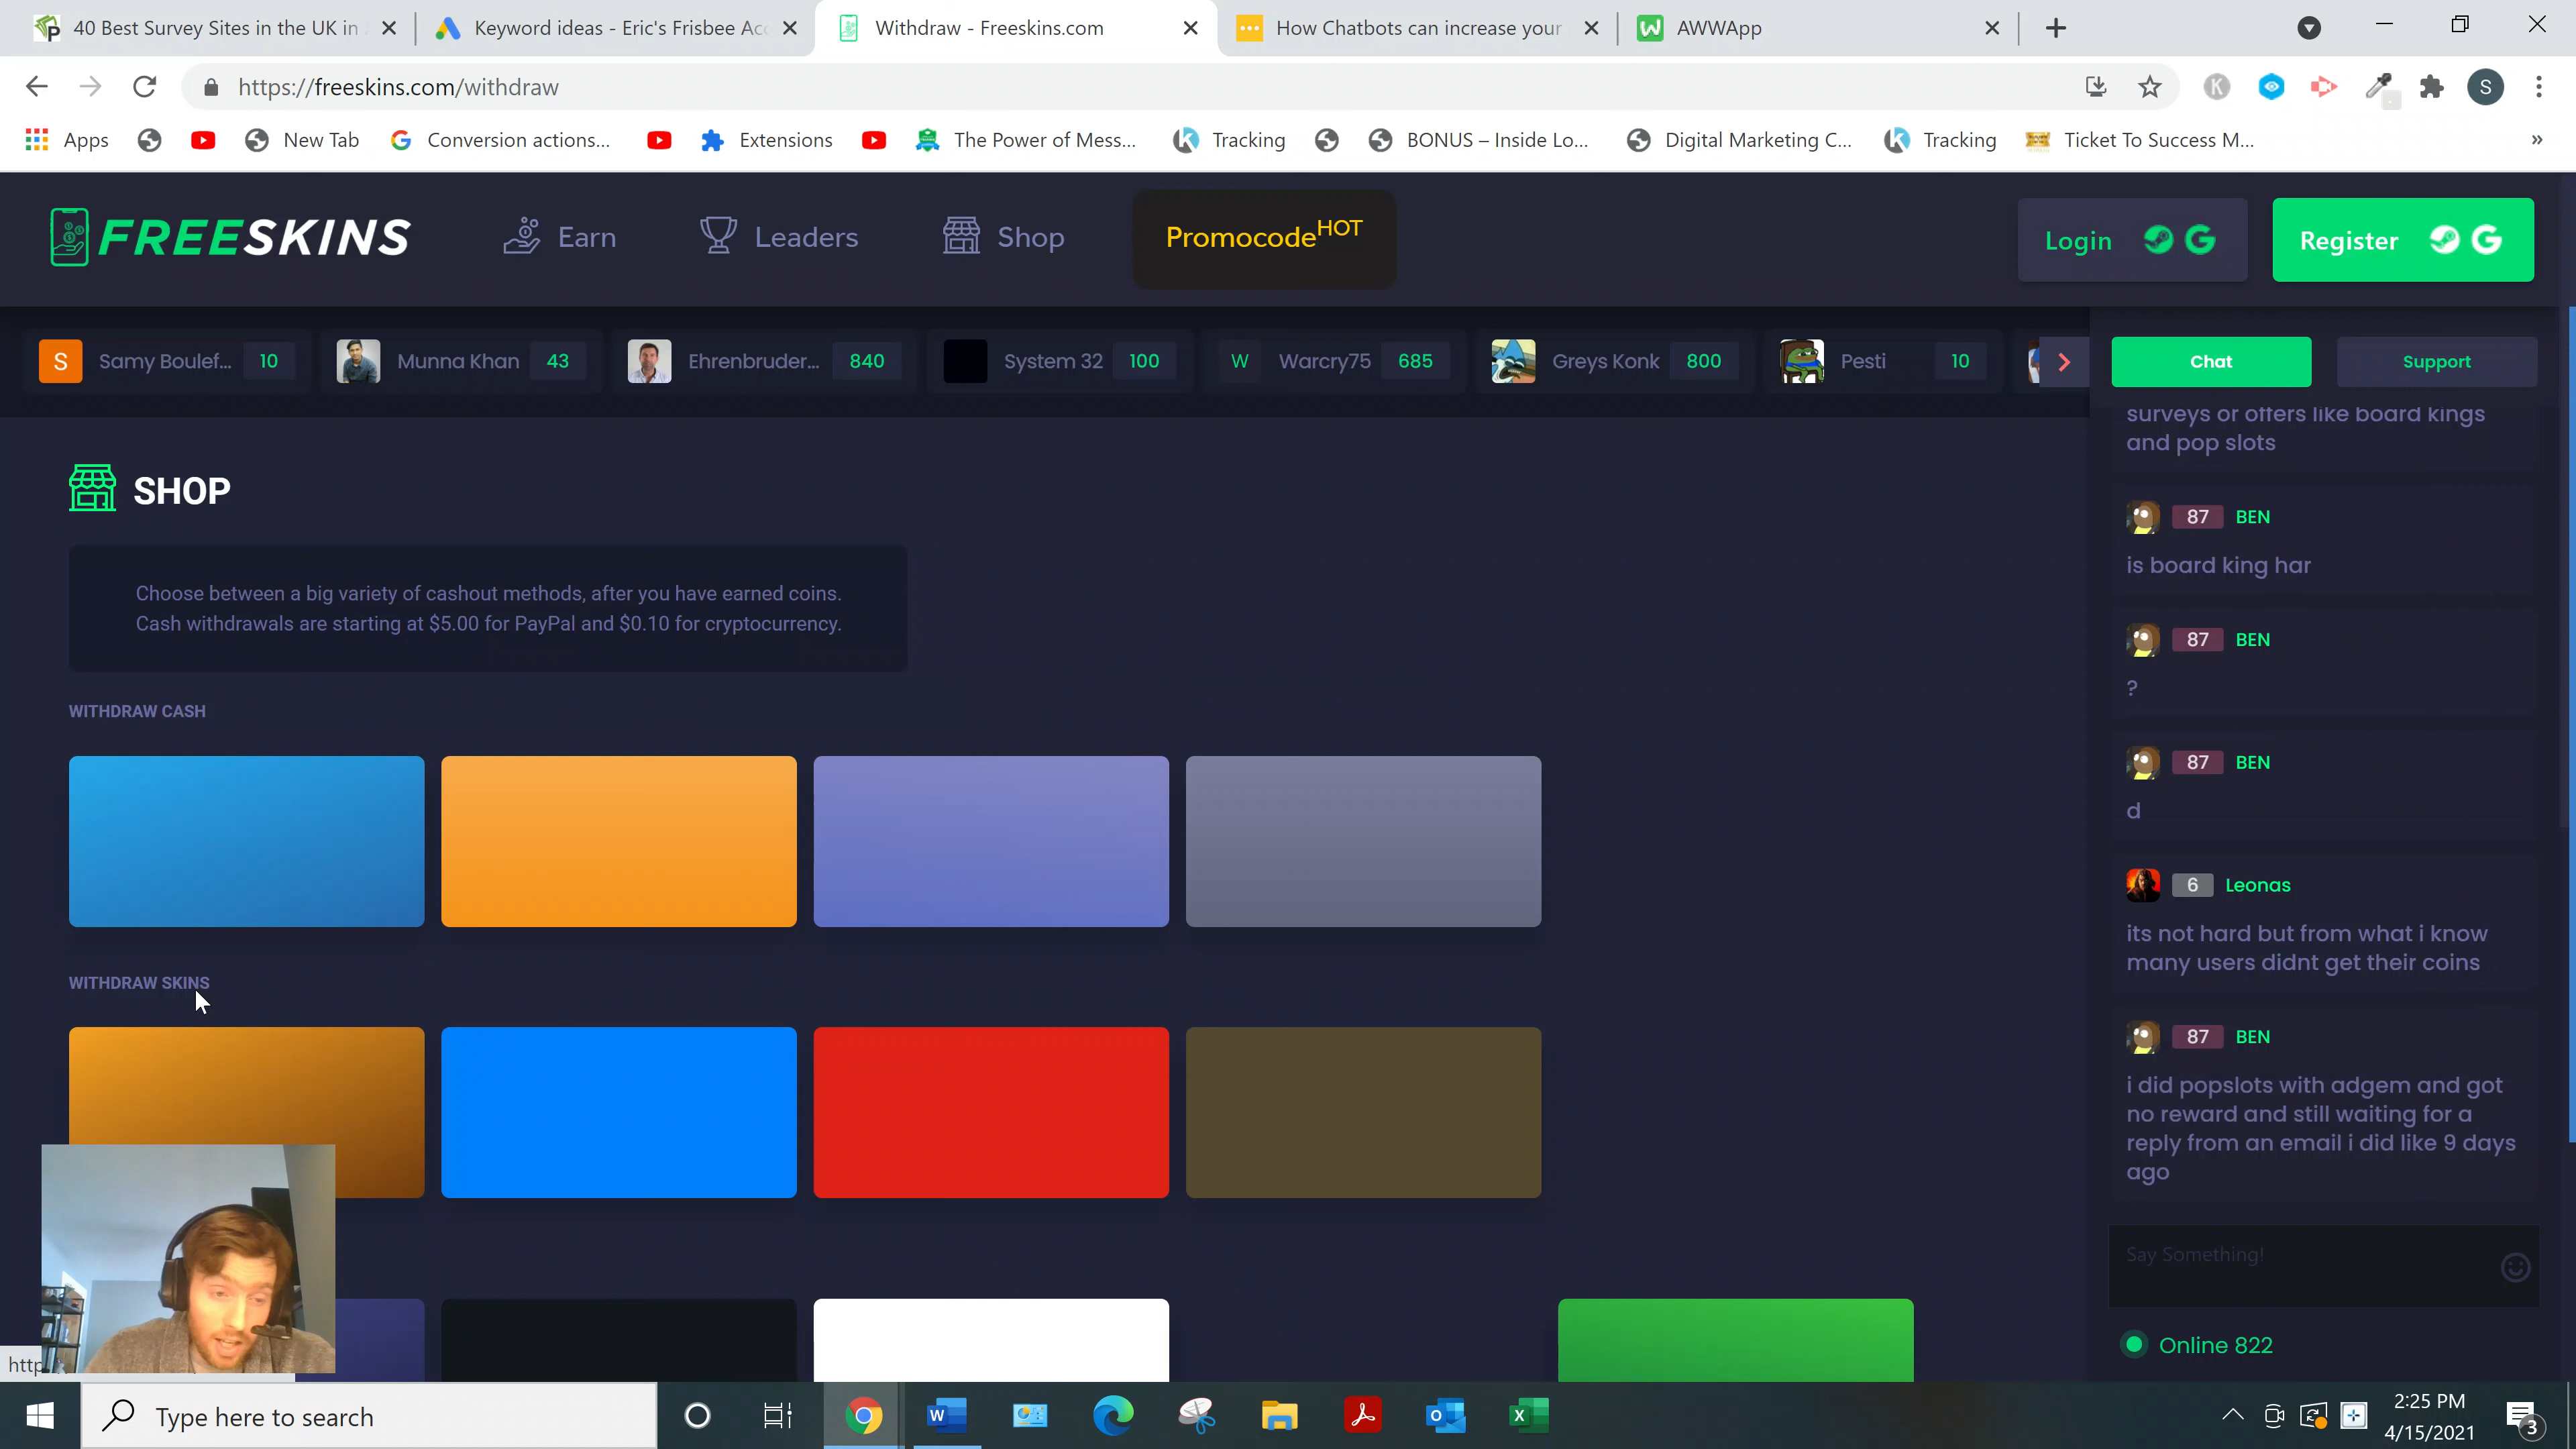 40 Best Survey Sites in the UK in
Keyword ideas - Eric's Frisbee Acc
Withdraw - Freeskins.com
How Chatbots can increase your
AWWApp
https://freeskins.com/withdraw
S
Apps
New Tab
Conversion actions...
Extensions
The Power of Mess...
Tracking
BONUS – Inside Lo...
Digital Marketing C...
Tracking
Ticket To Success M...
»
FREESKINS
Earn
Leaders
Shop
Promocode HOT
Login
Register
S Samy Boulef... 10
Munna Khan 43
Ehrenbruder... 840
System 32 100
W Warcry75 685
Greys Konk 800
Pesti 10
Chat
Support
SHOP
Choose between a big variety of cashout methods, after you have earned coins.
Cash withdrawals are starting at $5.00 for PayPal and $0.10 for cryptocurrency.
WITHDRAW CASH
WITHDRAW SKINS
surveys or offers like board kings
and pop slots
87 BEN
is board king har
87 BEN
?
87 BEN
d
6 Leonas
its not hard but from what i know
many users didnt get their coins
87 BEN
i did popslots with adgem and got
no reward and still waiting for a
reply from an email i did like 9 days
ago
Say Something!
Online 822
http
Type here to search
2:25 PM
4/15/2021
3